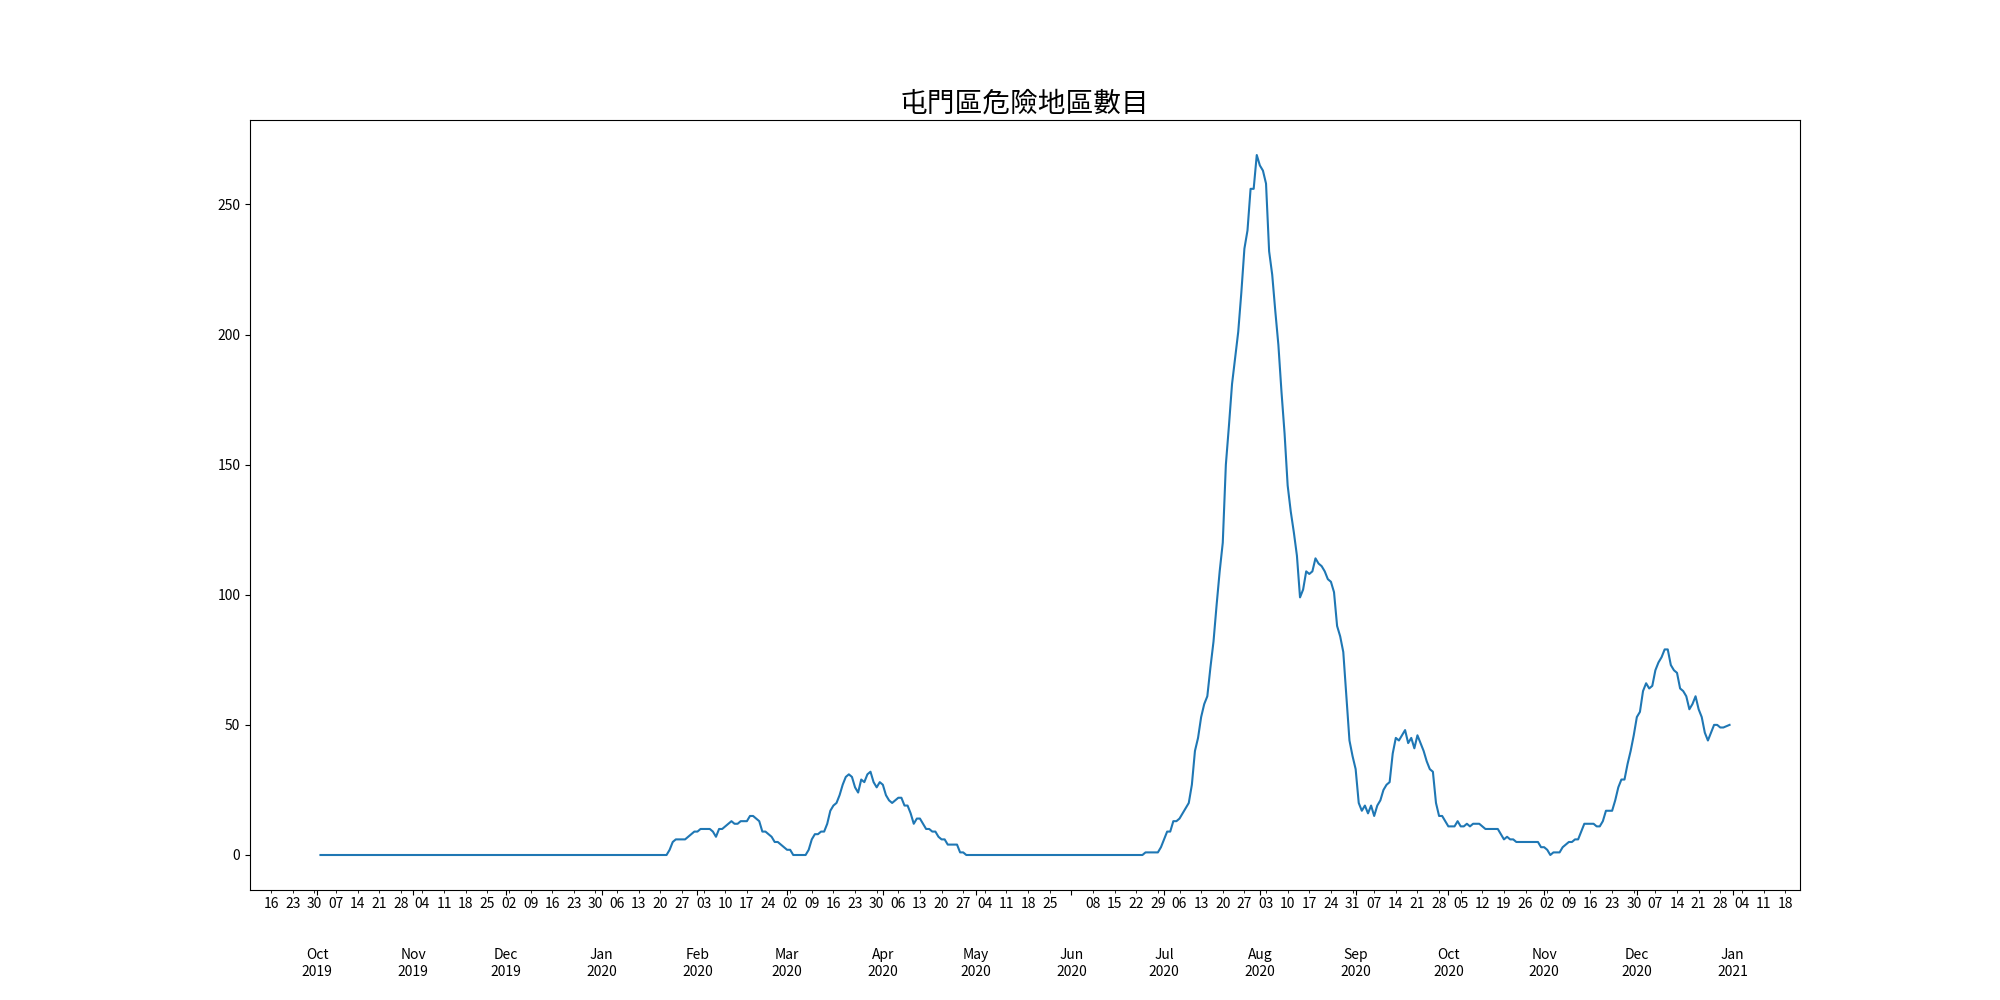 屯門區危險地區數目
250
200
150
100
50
0
16 23 30 07 14 21 28 04 11 18 25 02 09 16 23 30 06 13 20 27 03 10 17 24 02 09 16 23 30 06 13 20 27 04 11 18 25 08 15 22 29 06 13 20 27 03 10 17 24 31 07 14 21 28 05 12 19 26 02 09 16 23 30 07 14 21 28 04 11 18
Oct Nov Dec Jan Feb Mar Apr May Jun Jul Aug Sep Oct Nov Dec Jan
2019 2019 2019 2020 2020 2020 2020 2020 2020 2020 2020 2020 2020 2020 2020 2021